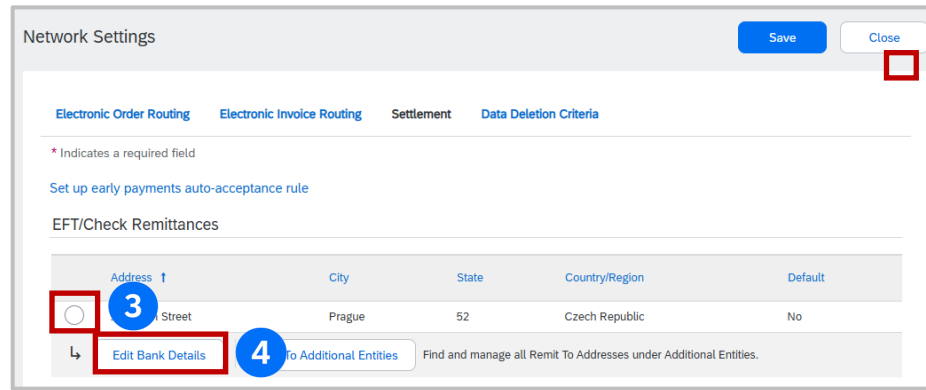 Network Settings
Save
Close
Electronic Order Routing
Electronic Invoice Routing
Settlement
Data Deletion Criteria
* Indicates a required field
Set up early payments auto-acceptance rule
EFT/Check Remittances
Address ↑
City
State
Country/Region
Default
3
Street
Prague
52
Czech Republic
No
Edit Bank Details
4
To Additional Entities
Find and manage all Remit To Addresses under Additional Entities.